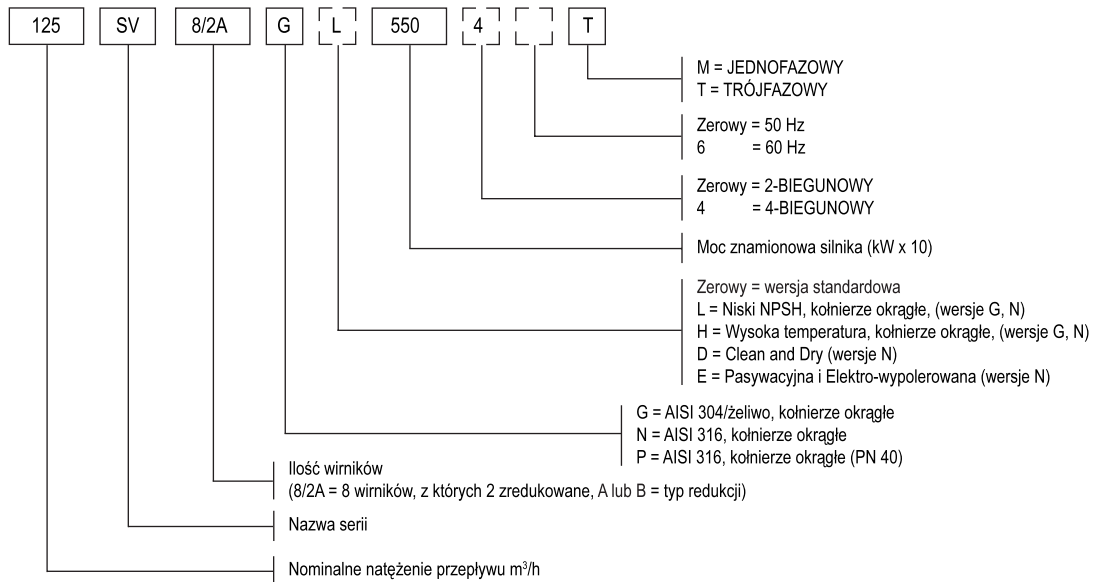 125 SV 8/2A G L 550 4 T
M = JEDNOFAZOWY
T = TRÓJFAZOWY
Zerowy = 50 Hz
6 = 60 Hz
Zerowy = 2-BIEGUNOWY
4 = 4-BIEGUNOWY
Moc znamionowa silnika (kW x 10)
Zerowy = wersja standardowa
L = Niski NPSH, kołnierze okrągłe, (wersje G, N)
H = Wysoka temperatura, kołnierze okrągłe, (wersje G, N)
D = Clean and Dry (wersje N)
E = Pasywacyjna i Elektro-wypolerowana (wersje N)
G = AISI 304/żeliwo, kołnierze okrągłe
N = AISI 316, kołnierze okrągłe
P = AISI 316, kołnierze okrągłe (PN 40)
Ilość wirników
(8/2A = 8 wirników, z których 2 zredukowane, A lub B = typ redukcji)
Nazwa serii
Nominalne natężenie przepływu m³/h